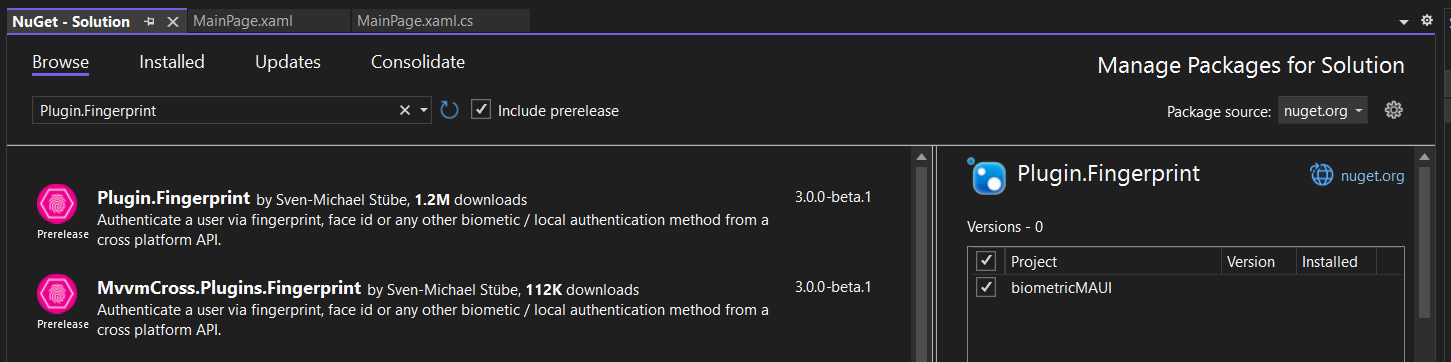 NuGet - Solution MainPage.xaml MainPage.xaml.cs
Browse Installed Updates Consolidate
Manage Packages for Solution
Plugin.Fingerprint Include prerelease
Package source: nuget.org
Plugin.Fingerprint by Sven-Michael Stübe, 1.2M downloads 3.0.0-beta.1
Authenticate a user via fingerprint, face id or any other biometic / local authentication method from a
cross platform API.
Prerelease
MvvmCross.Plugins.Fingerprint by Sven-Michael Stübe, 112K downloads 3.0.0-beta.1
Authenticate a user via fingerprint, face id or any other biometic / local authentication method from a
cross platform API.
Prerelease
Plugin.Fingerprint nuget.org
Versions - 0
Project Version Installed
biometricMAUI